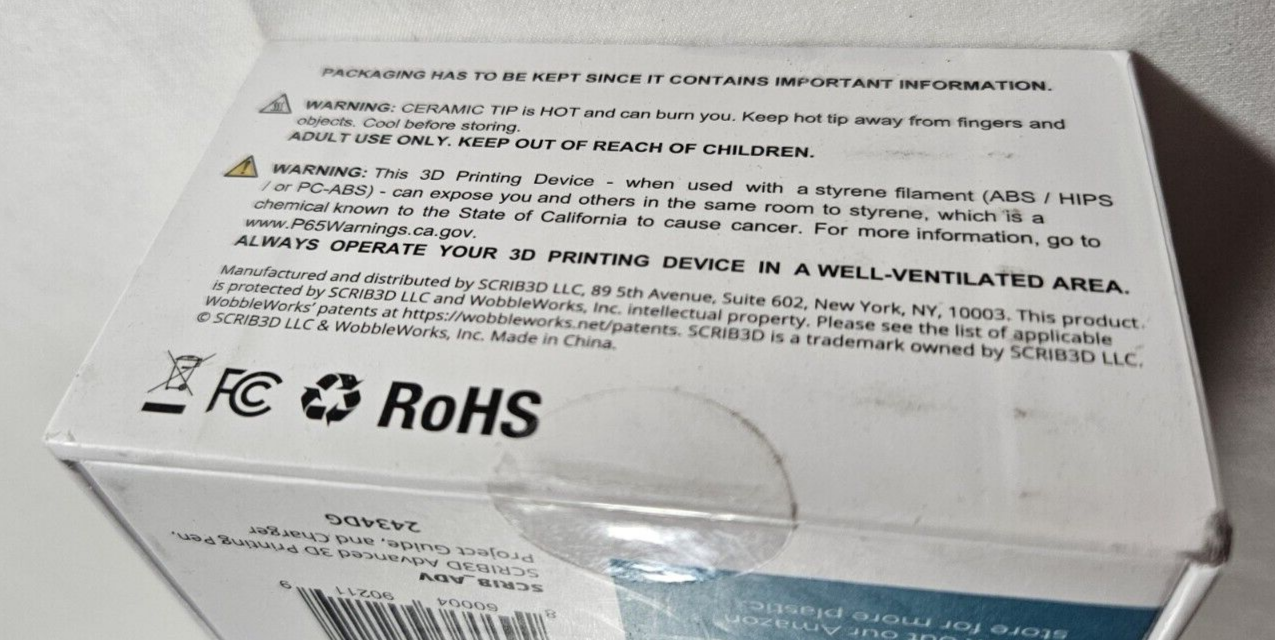 PACKAGING HAS TO BE KEPT SINCE IT CONTAINS IMPORTANT INFORMATION.
WARNING: CERAMIC TIP is HOT and can burn you. Keep hot tip away from fingers and
objects. Cool before storing.
ADULT USE ONLY. KEEP OUT OF REACH OF CHILDREN.
WARNING: This 3D Printing Device - when used with a styrene filament (ABS / HIPS
/ or PC-ABS) - can expose you and others in the same room to styrene, which is a
chemical known to the State of California to cause cancer. For more information, go to
www.P65Warnings.ca.gov.
ALWAYS OPERATE YOUR 3D PRINTING DEVICE IN A WELL-VENTILATED AREA.
Manufactured and distributed by SCRIB3D LLC, 89 5th Avenue, Suite 602, New York, NY, 10003. This product
is protected by SCRIB3D LLC and WobbleWorks, Inc. intellectual property. Please see the list of applicable
WobbleWorks' patents at https://wobbleworks.net/patents. SCRIB3D is a trademark owned by SCRIB3D LLC.
© SCRIB3D LLC & WobbleWorks, Inc. Made in China.
FC RoHS
8 60004 90211 9
SCRIB_ADV
SCRIB3D Advanced 3D Printing Pen,
Project Guide, and Charger
2434DG
out our Amazon
store for more plastic